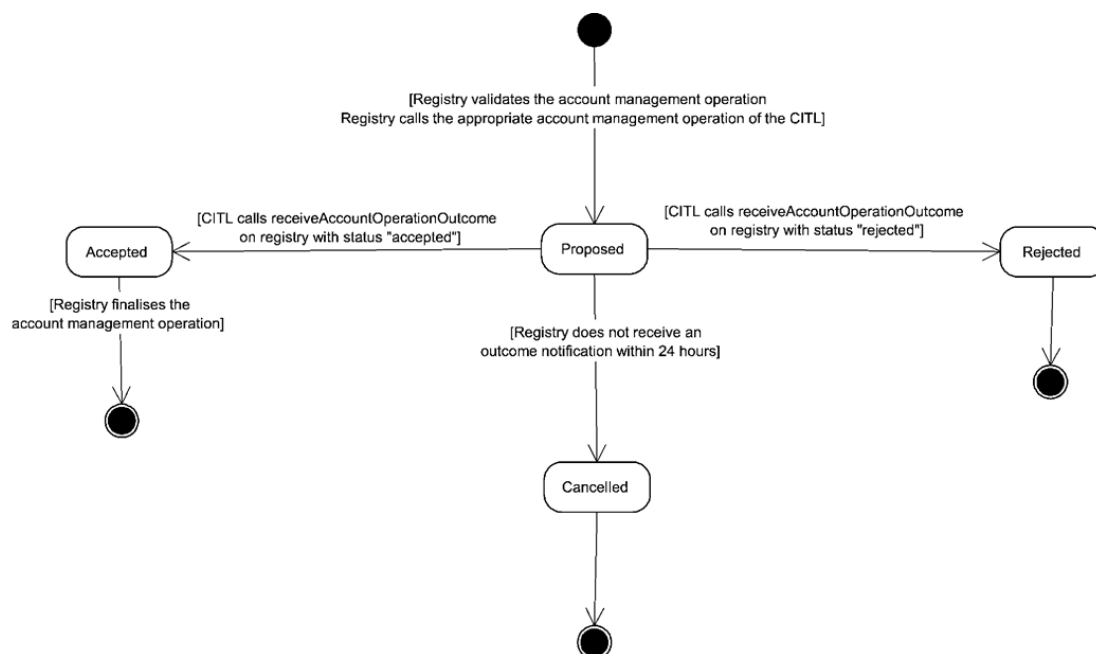 [Registry validates the account management operation
Registry calls the appropriate account management operation of the CITL]
[CITL calls receiveAccountOperationOutcome
on registry with status "accepted"]
[CITL calls receiveAccountOperationOutcome
on registry with status "rejected"]
Accepted
Proposed
Rejected
[Registry finalises the
account management operation]
[Registry does not receive an
outcome notification within 24 hours]
Cancelled